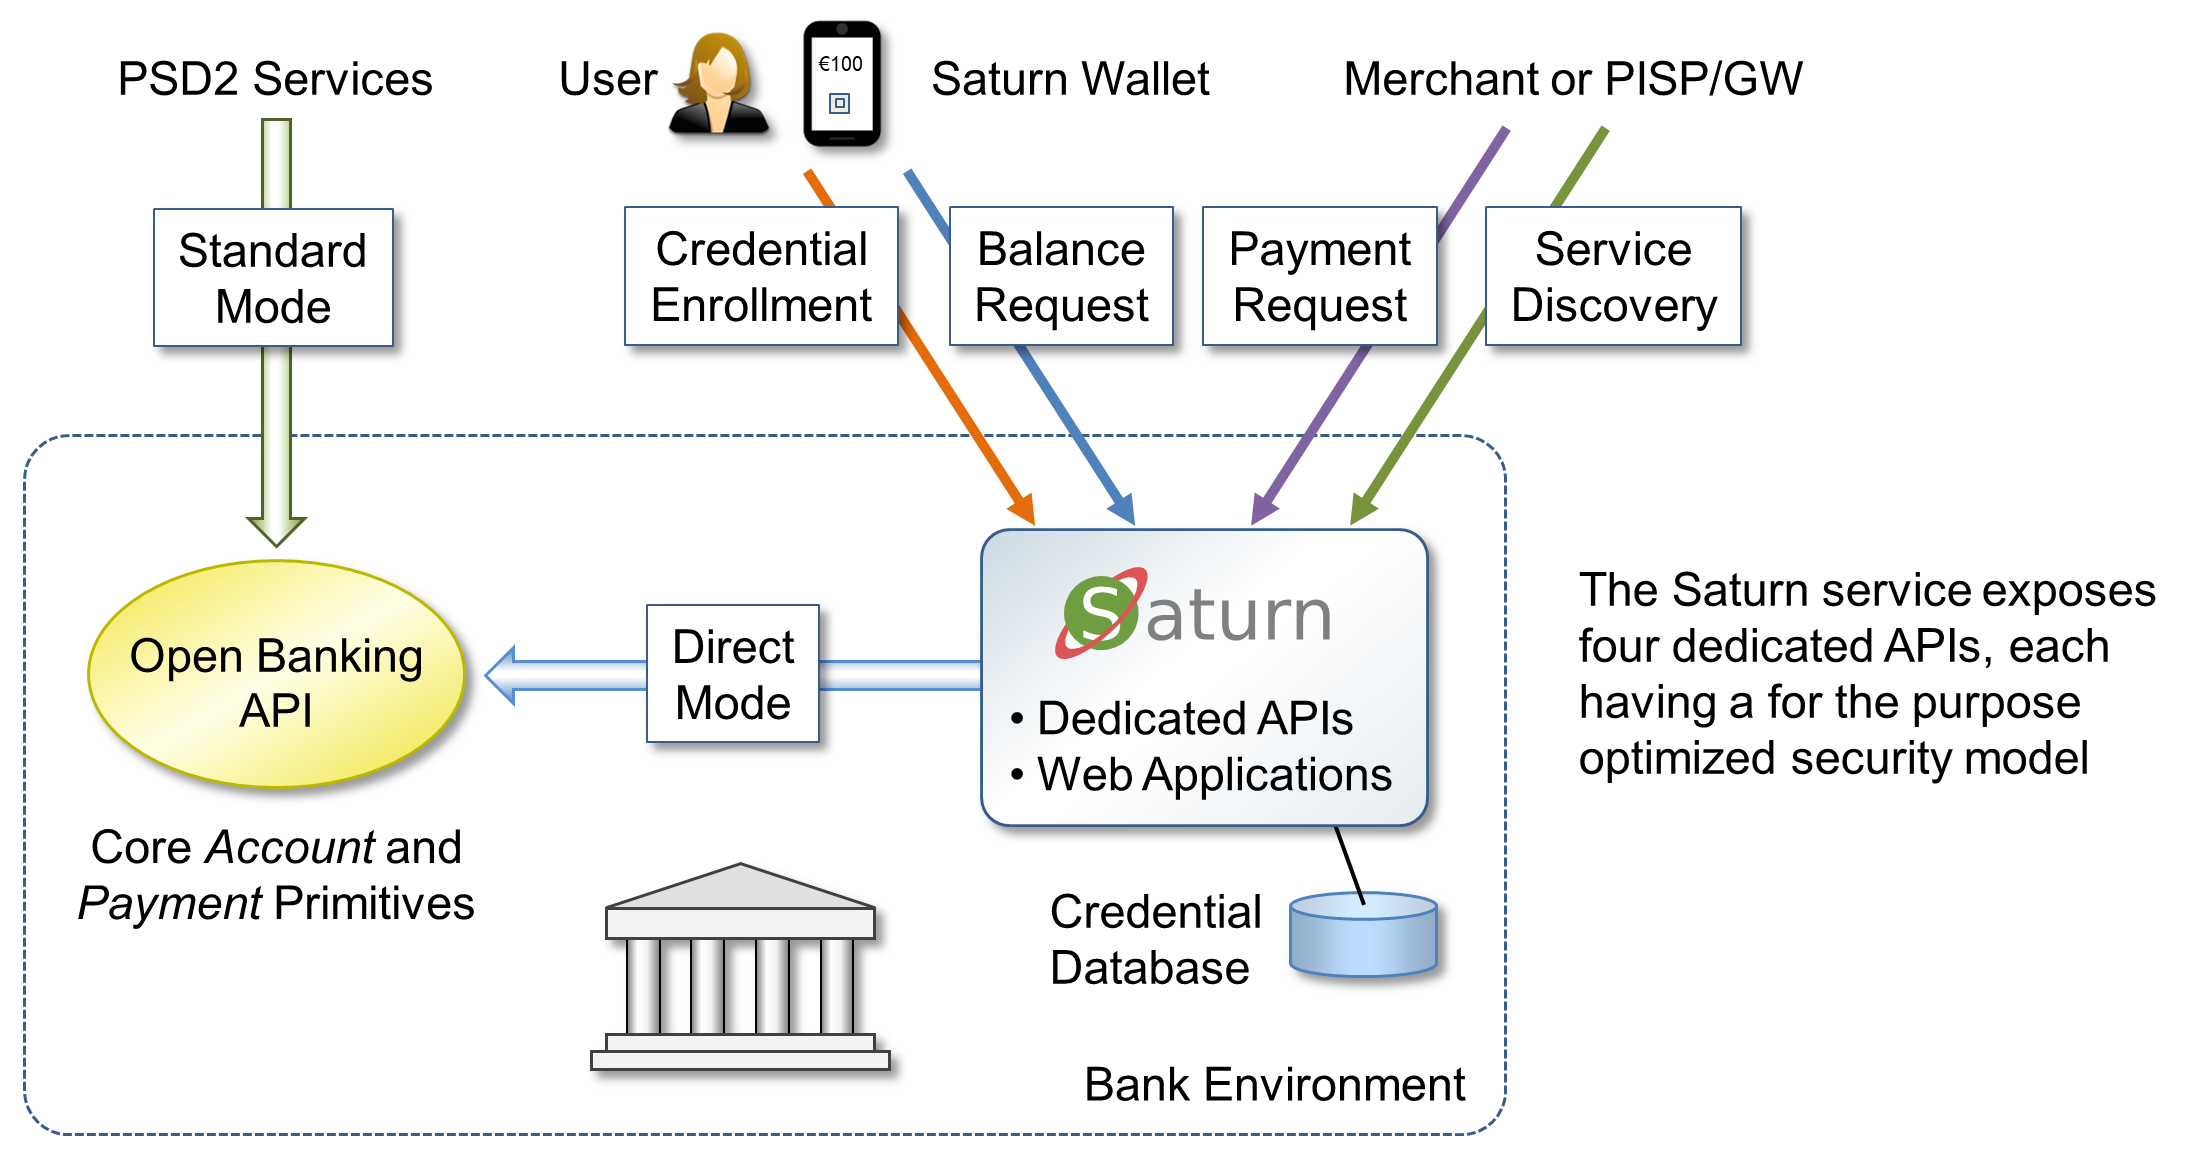 PSD2 Services
User
€100
Saturn Wallet
Merchant or PISP/GW
Standard
Mode
Credential
Enrollment
Balance
Request
Payment
Request
Service
Discovery
Open Banking
API
Direct
Mode
Saturn
• Dedicated APIs
• Web Applications
The Saturn service exposes
four dedicated APIs, each
having a for the purpose
optimized security model
Core Account and
Payment Primitives
Credential
Database
Bank Environment